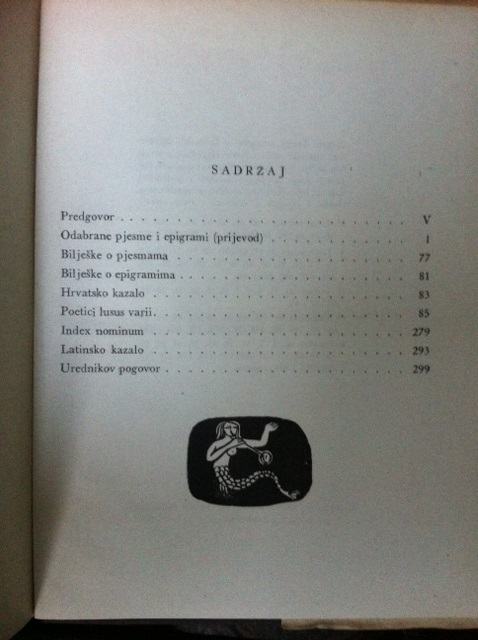 SADRŽAJ
Predgovor . . . . . . . . . . . . . . . . . . . . . . V
Odabrane pjesme i epigrami (prijevod) . . . . . . . . . . 1
Bilješke o pjesmama . . . . . . . . . . . . . . . . . 77
Bilješke o epigramima . . . . . . . . . . . . . . . . 81
Hrvatsko kazalo . . . . . . . . . . . . . . . . . . . 83
Poetici lusus varii. . . . . . . . . . . . . . . . . . 85
Index nominum . . . . . . . . . . . . . . . . . . . 279
Latinsko kazalo . . . . . . . . . . . . . . . . . . . 293
Urednikov pogovor . . . . . . . . . . . . . . . . . . 299